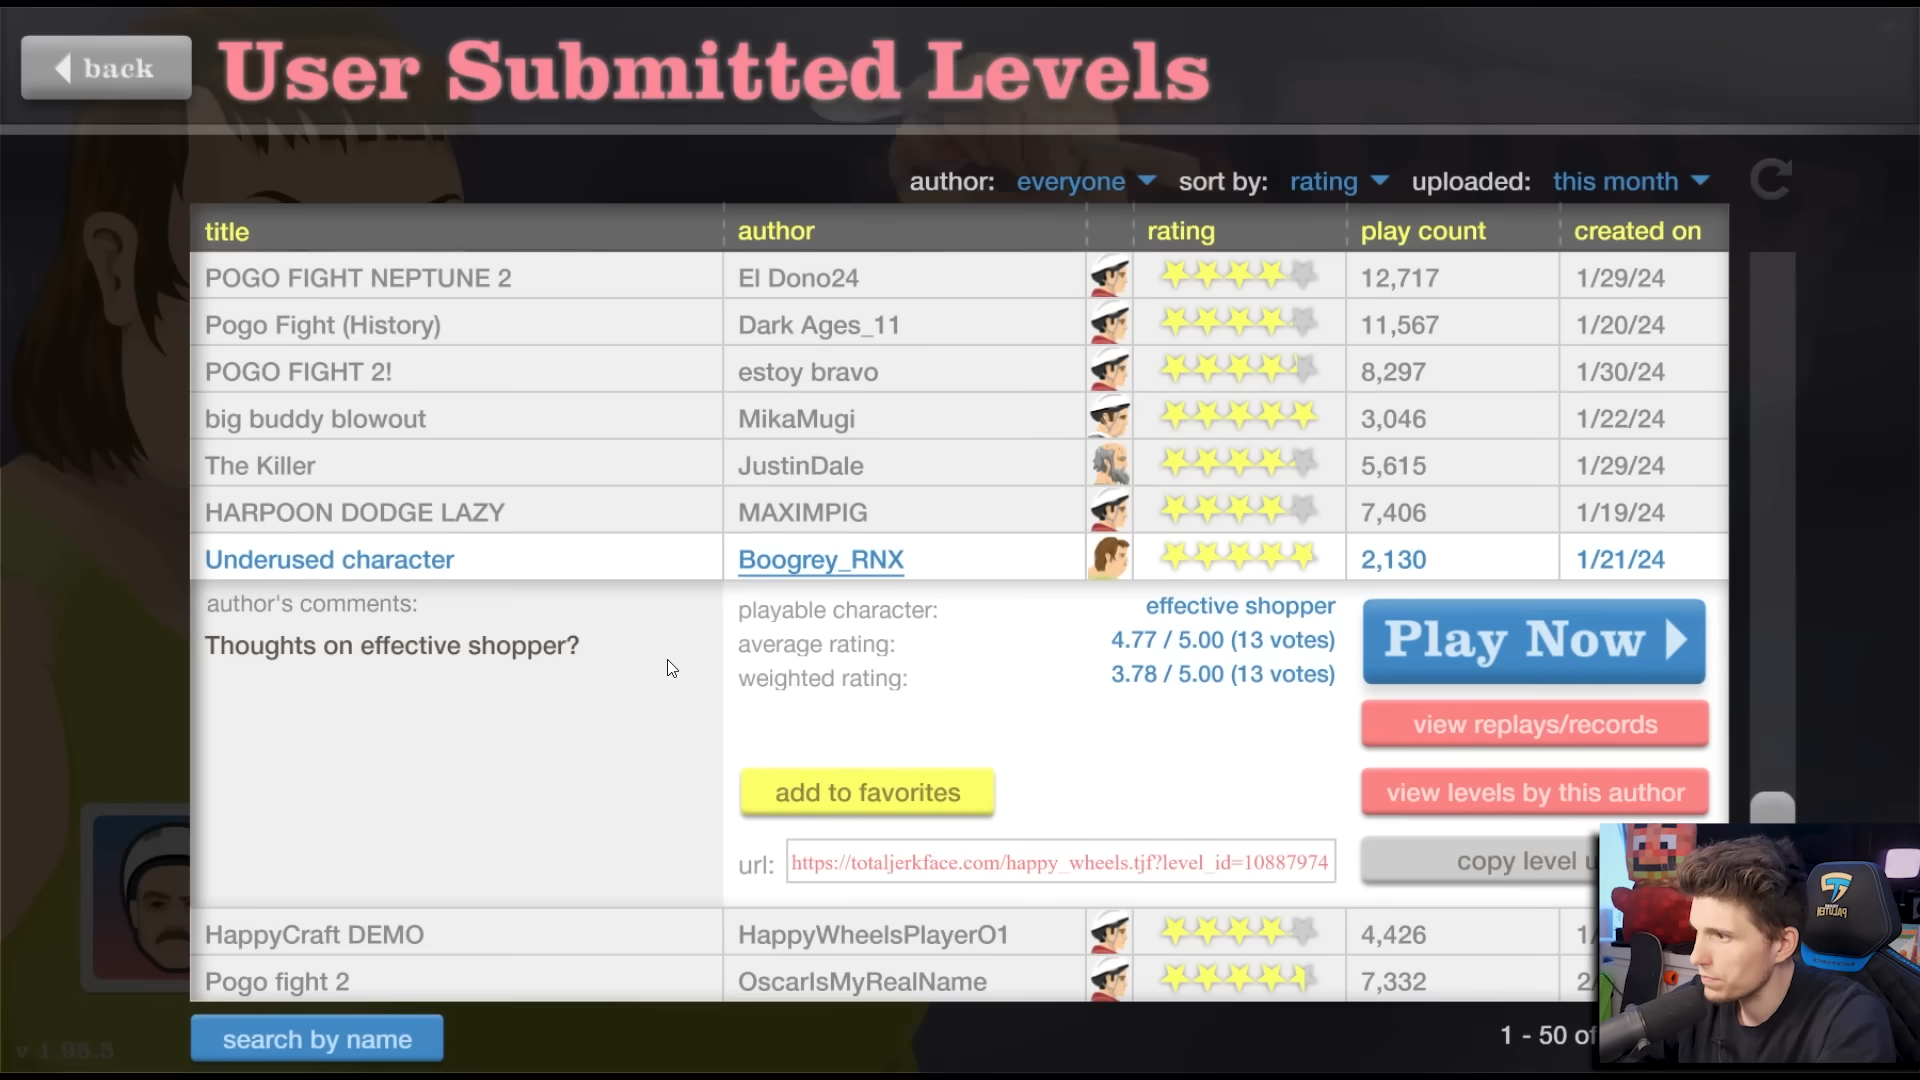 back
User Submitted Levels
author: everyone sort by: rating uploaded: this month
title author rating play count created on
POGO FIGHT NEPTUNE 2 El Dono24 12,717 1/29/24
Pogo Fight (History) Dark Ages_11 11,567 1/20/24
POGO FIGHT 2! estoy bravo 8,297 1/30/24
big buddy blowout MikaMugi 3,046 1/22/24
The Killer JustinDale 5,615 1/29/24
HARPOON DODGE LAZY MAXIMPIG 7,406 1/19/24
Underused character Boogrey_RNX 2,130 1/21/24
author's comments:
Thoughts on effective shopper?
playable character: effective shopper
average rating: 4.77 / 5.00 (13 votes)
weighted rating: 3.78 / 5.00 (13 votes)
Play Now
view replays/records
add to favorites
view levels by this author
url: https://totaljerkface.com/happy_wheels.tjf?level_id=10887974
copy level u
HappyCraft DEMO HappyWheelsPlayerO1 4,426 1/
Pogo fight 2 OscarIsMyRealName 7,332 2/
search by name
1 - 50 of
v 1.95.5